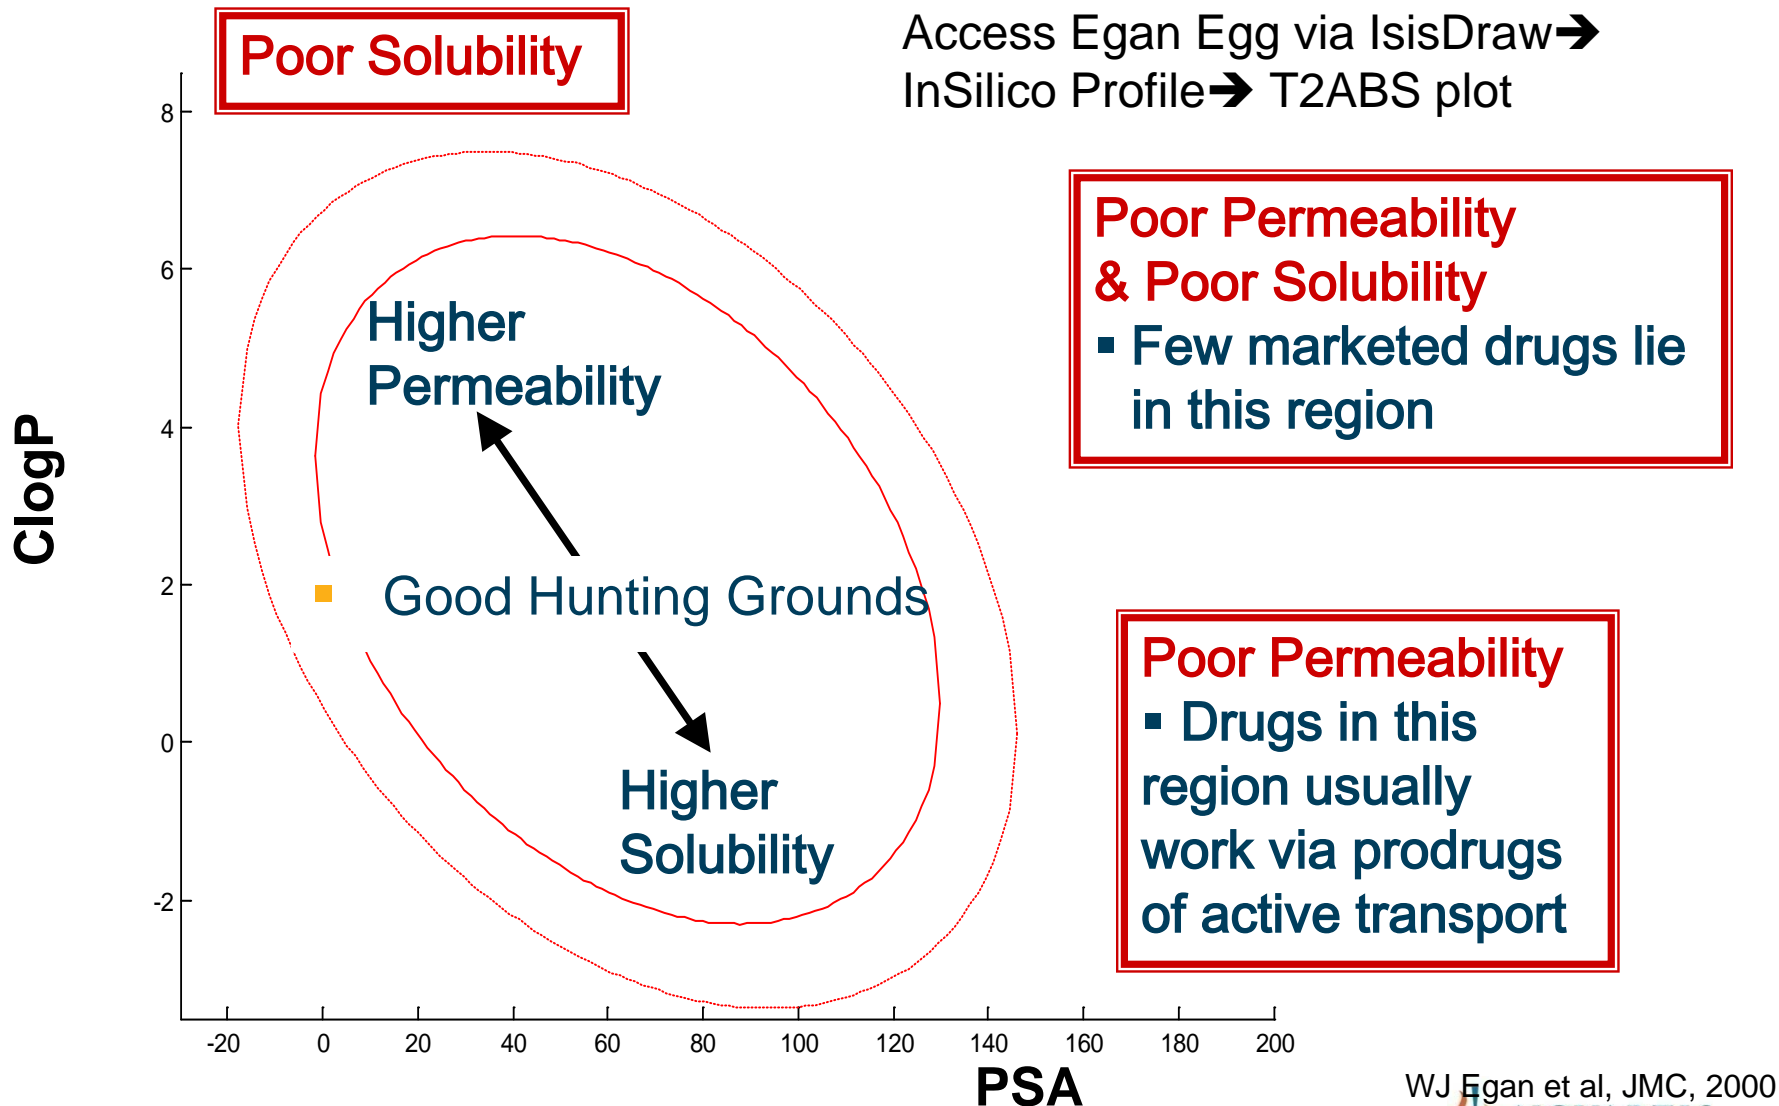 Poor Solubility
Access Egan Egg via IsisDraw➔
InSilico Profile➔ T2ABS plot
8
6
4
2
0
-2
ClogP
Higher
Permeability
Good Hunting Grounds
Higher
Solubility
Poor Permeability
& Poor Solubility
▪ Few marketed drugs lie
in this region
Poor Permeability
▪ Drugs in this
region usually
work via prodrugs
of active transport
-20 0 20 40 60 80 100 120 140 160 180 200
PSA
WJ Egan et al, JMC, 2000